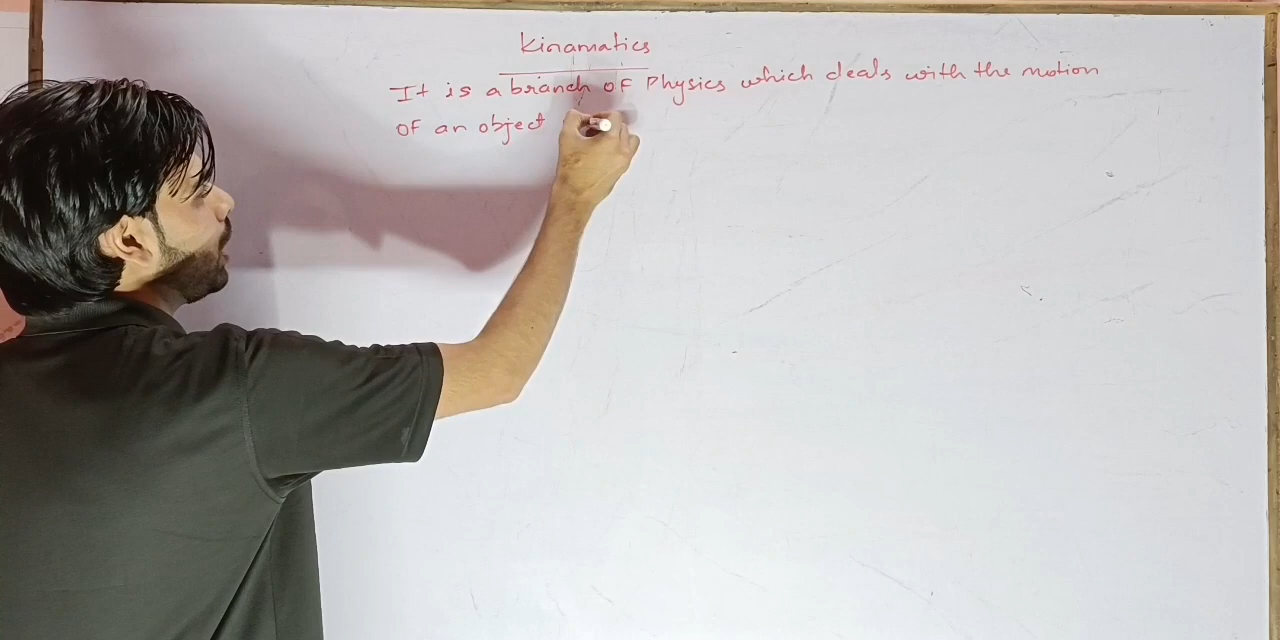 Kinamatics
It is a branch of Physics which deals with the motion
of an object